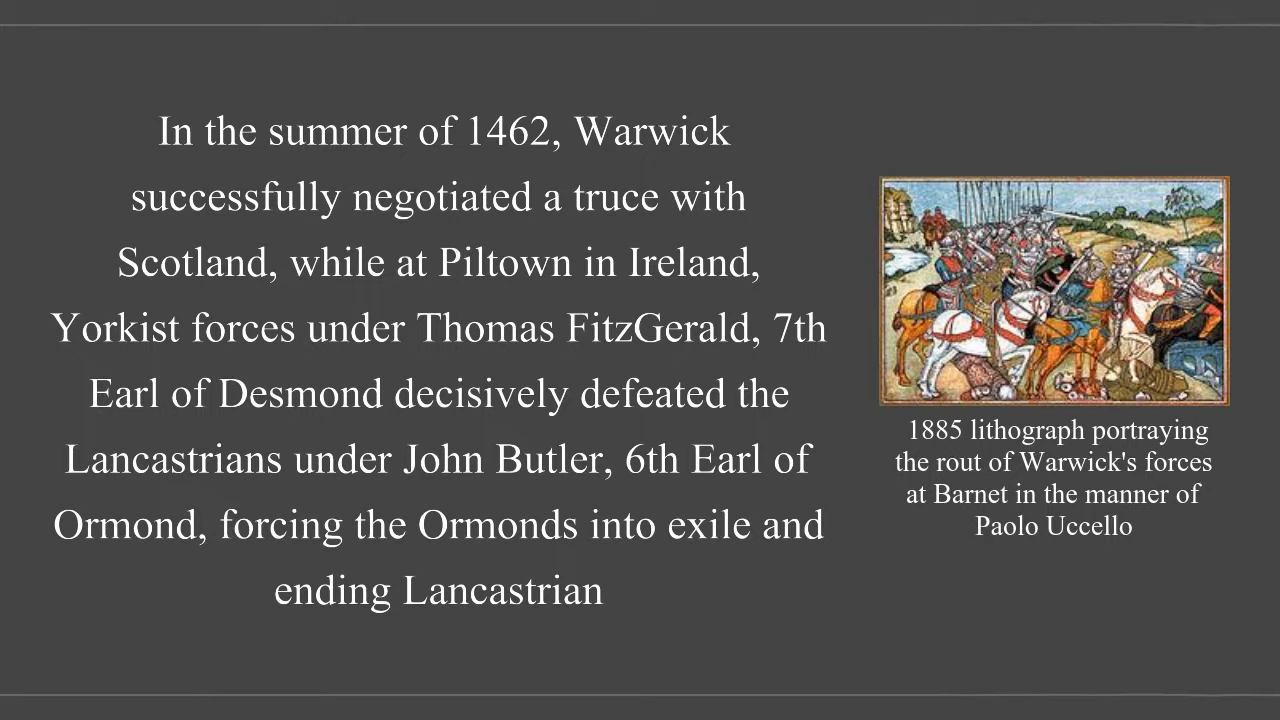 In the summer of 1462, Warwick
successfully negotiated a truce with
Scotland, while at Piltown in Ireland,
Yorkist forces under Thomas FitzGerald, 7th
Earl of Desmond decisively defeated the
Lancastrians under John Butler, 6th Earl of
Ormond, forcing the Ormonds into exile and
ending Lancastrian
1885 lithograph portraying
the rout of Warwick's forces
at Barnet in the manner of
Paolo Uccello